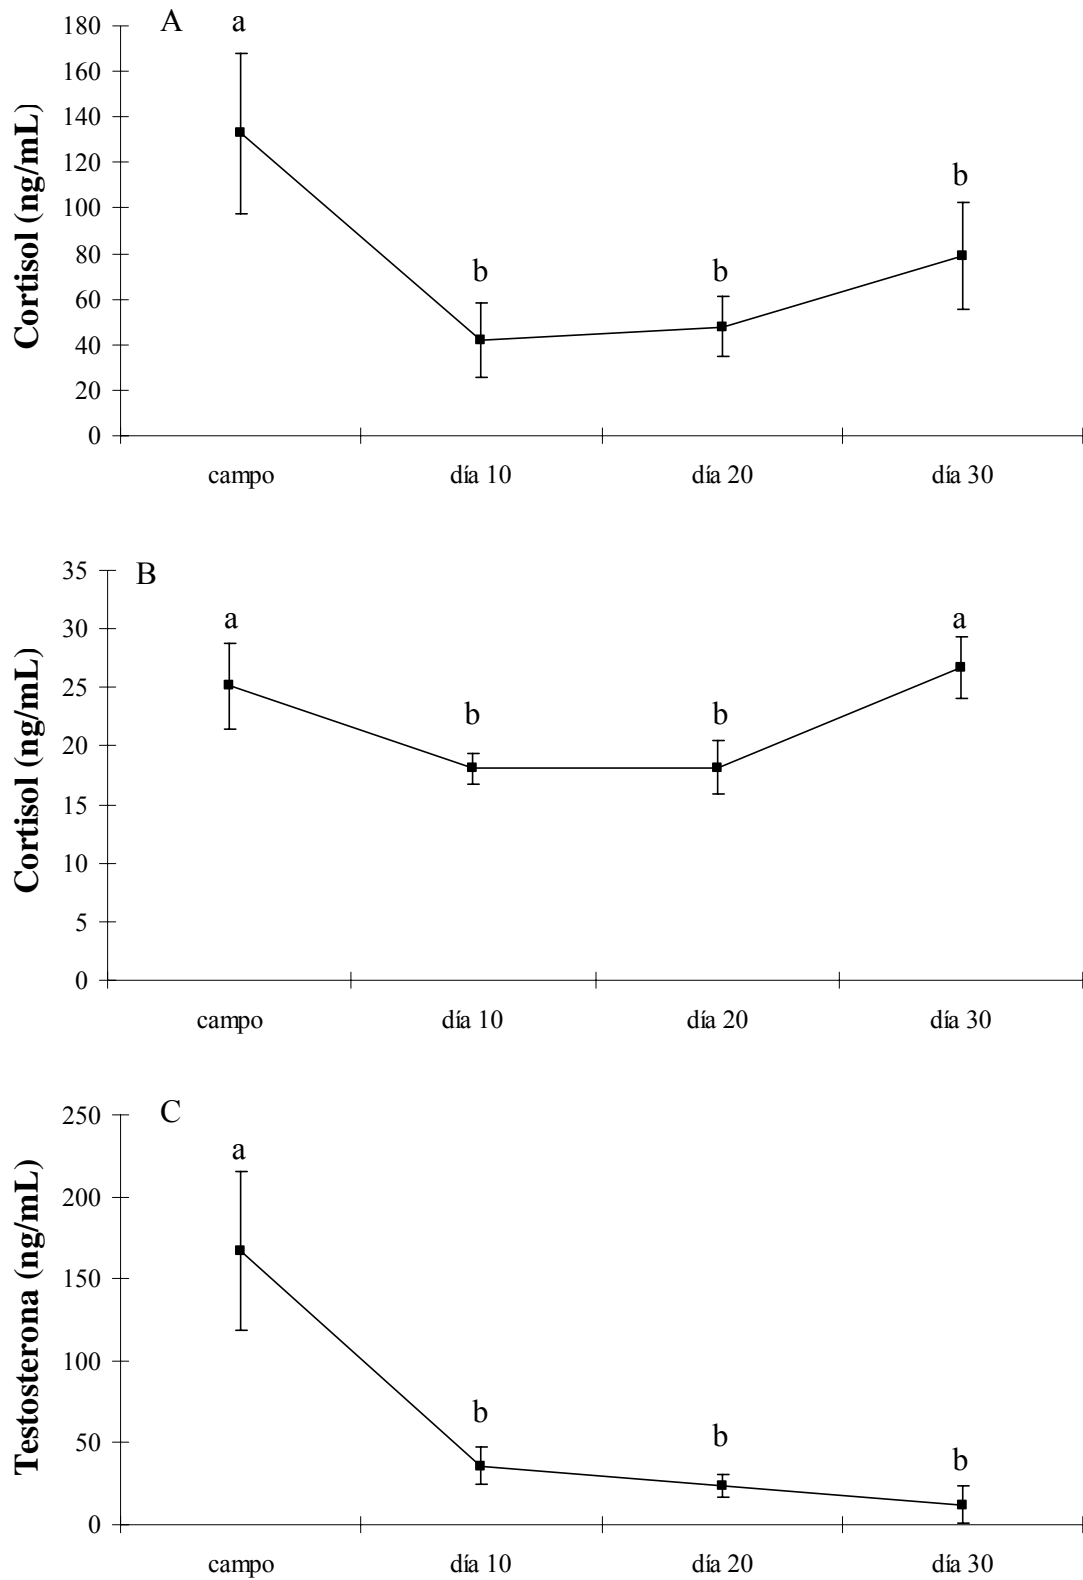 A
a
180
160
140
120
100
80
60
40
20
0
Cortisol (ng/mL)
b
b
b
campo
día 10
día 20
día 30
B
35
30
25
20
15
10
5
0
Cortisol (ng/mL)
a
b
b
a
campo
día 10
día 20
día 30
C
250
200
150
100
50
0
Testosterona (ng/mL)
a
b
b
b
campo
día 10
día 20
día 30